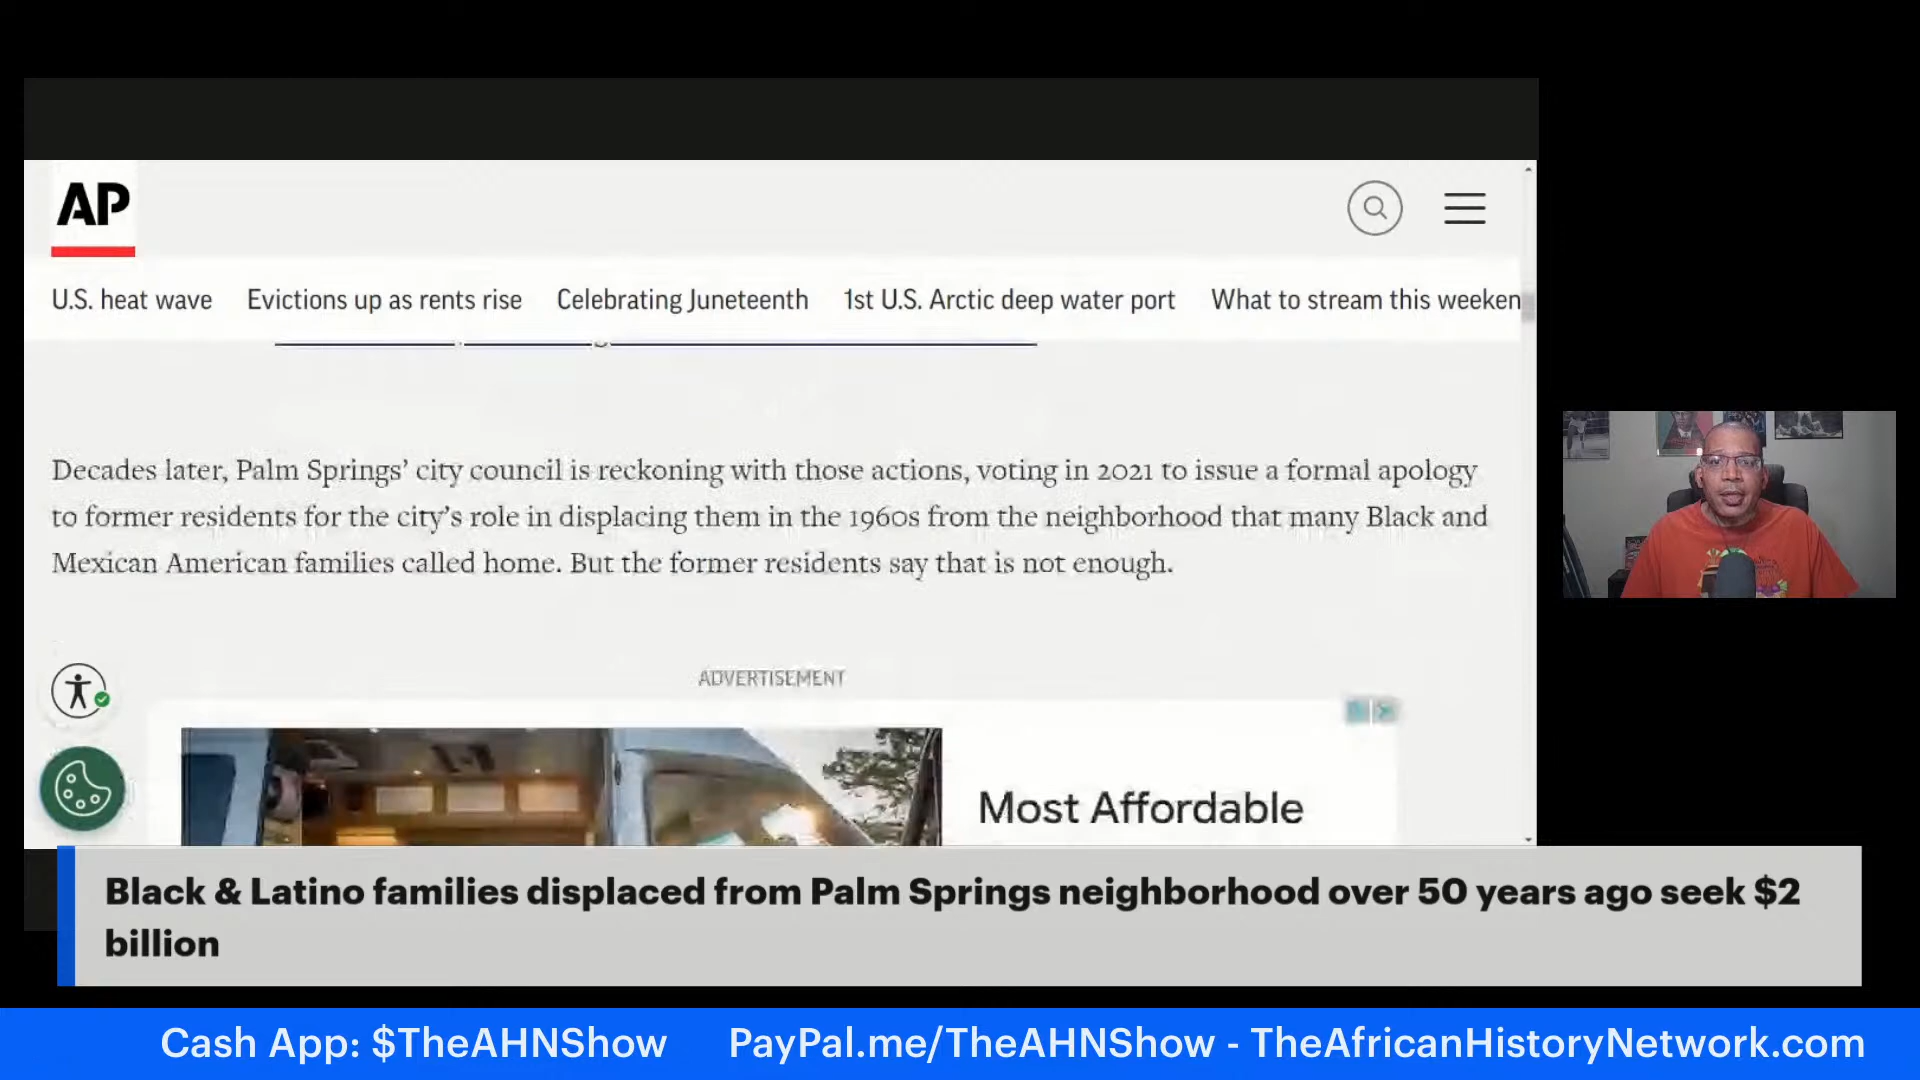 AP
U.S. heat wave Evictions up as rents rise Celebrating Juneteenth 1st U.S. Arctic deep water port What to stream this weeken
Decades later, Palm Springs’ city council is reckoning with those actions, voting in 2021 to issue a formal apology
to former residents for the city’s role in displacing them in the 1960s from the neighborhood that many Black and
Mexican American families called home. But the former residents say that is not enough.
ADVERTISEMENT
Most Affordable
Black & Latino families displaced from Palm Springs neighborhood over 50 years ago seek $2
billion
Cash App: $TheAHNShow PayPal.me/TheAHNShow - TheAfricanHistoryNetwork.com